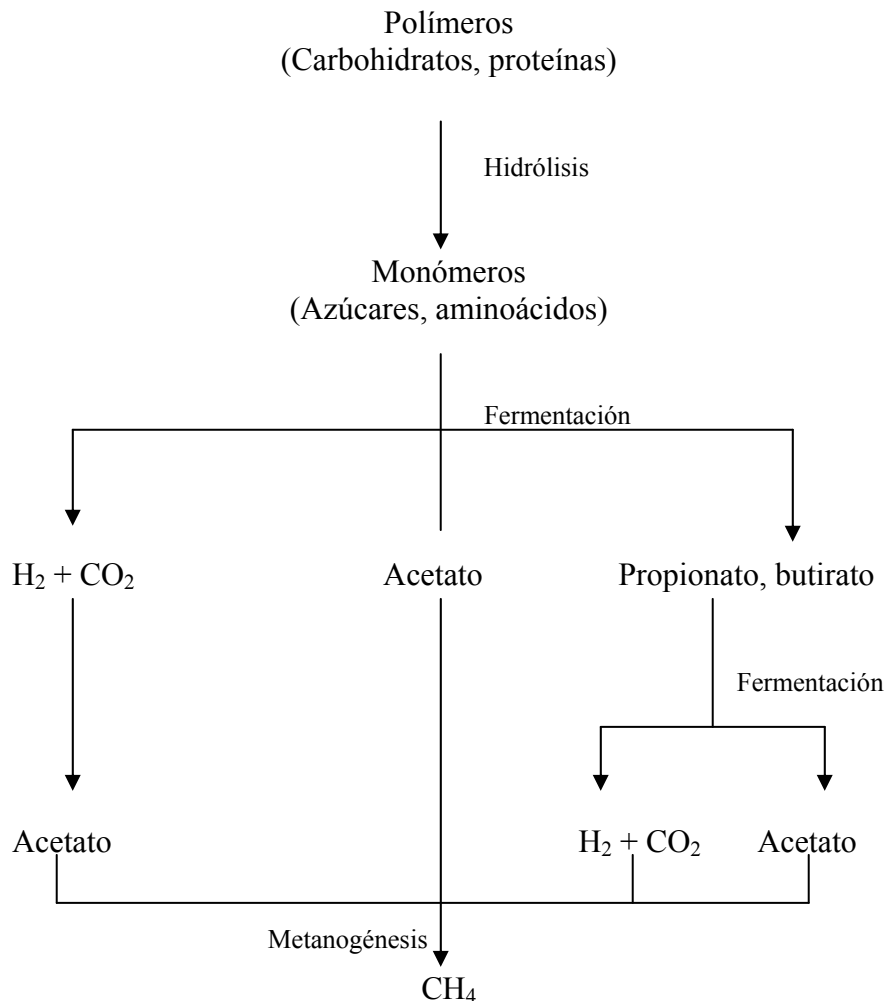 Polímeros
(Carbohidratos, proteínas)
Hidrólisis
Monómeros
(Azúcares, aminoácidos)
Fermentación
H₂ + CO₂
Acetato
Propionato, butirato
Fermentación
Acetato
H₂ + CO₂
Acetato
Metanogénesis
CH₄